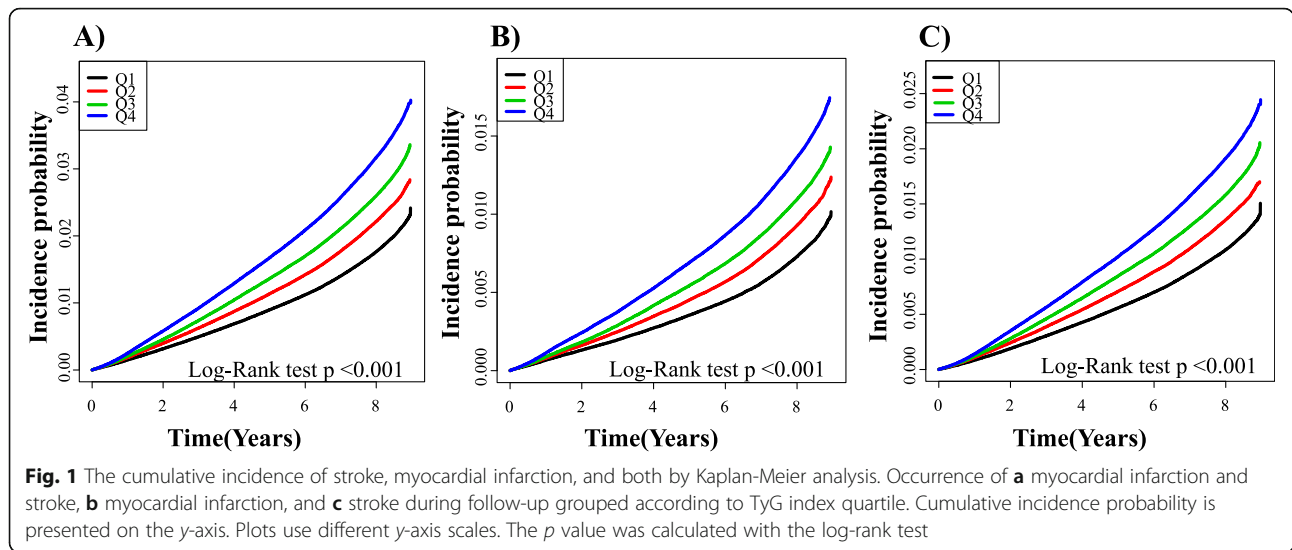 A)
Q1
Q2
Q3
Q4
Incidence probability
0.00
0.01
0.02
0.03
0.04
0 2 4 6 8
Log-Rank test p <0.001
Time(Years)
B)
Q1
Q2
Q3
Q4
Incidence probability
0.000
0.005
0.010
0.015
0 2 4 6 8
Log-Rank test p <0.001
Time(Years)
C)
Q1
Q2
Q3
Q4
Incidence probability
0.000
0.005
0.010
0.015
0.020
0.025
0 2 4 6 8
Log-Rank test p <0.001
Time(Years)
Fig. 1 The cumulative incidence of stroke, myocardial infarction, and both by Kaplan-Meier analysis. Occurrence of a myocardial infarction and
stroke, b myocardial infarction, and c stroke during follow-up grouped according to TyG index quartile. Cumulative incidence probability is
presented on the y-axis. Plots use different y-axis scales. The p value was calculated with the log-rank test